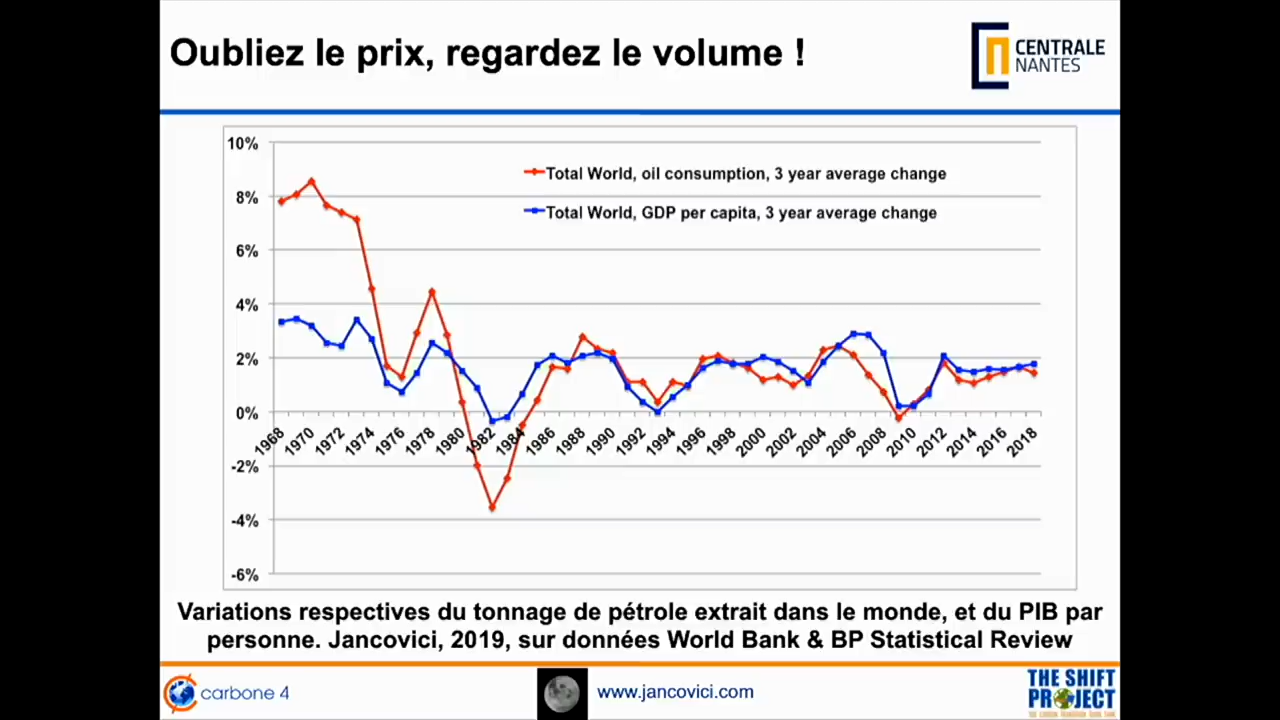 Oubliez le prix, regardez le volume !
CENTRALE
NANTES
10%
Total World, oil consumption, 3 year average change
8%
Total World, GDP per capita, 3 year average change
6%
4%
2%
0%
1968 1970 1972 1974 1976 1978 1980 1982 1984 1986 1988 1990 1992 1994 1996 1998 2000 2002 2004 2006 2008 2010 2012 2014 2016 2018
-2%
-4%
-6%
Variations respectives du tonnage de pétrole extrait dans le monde, et du PIB par
personne. Jancovici, 2019, sur données World Bank & BP Statistical Review
carbone 4
www.jancovici.com
THE SHIFT
PROJECT